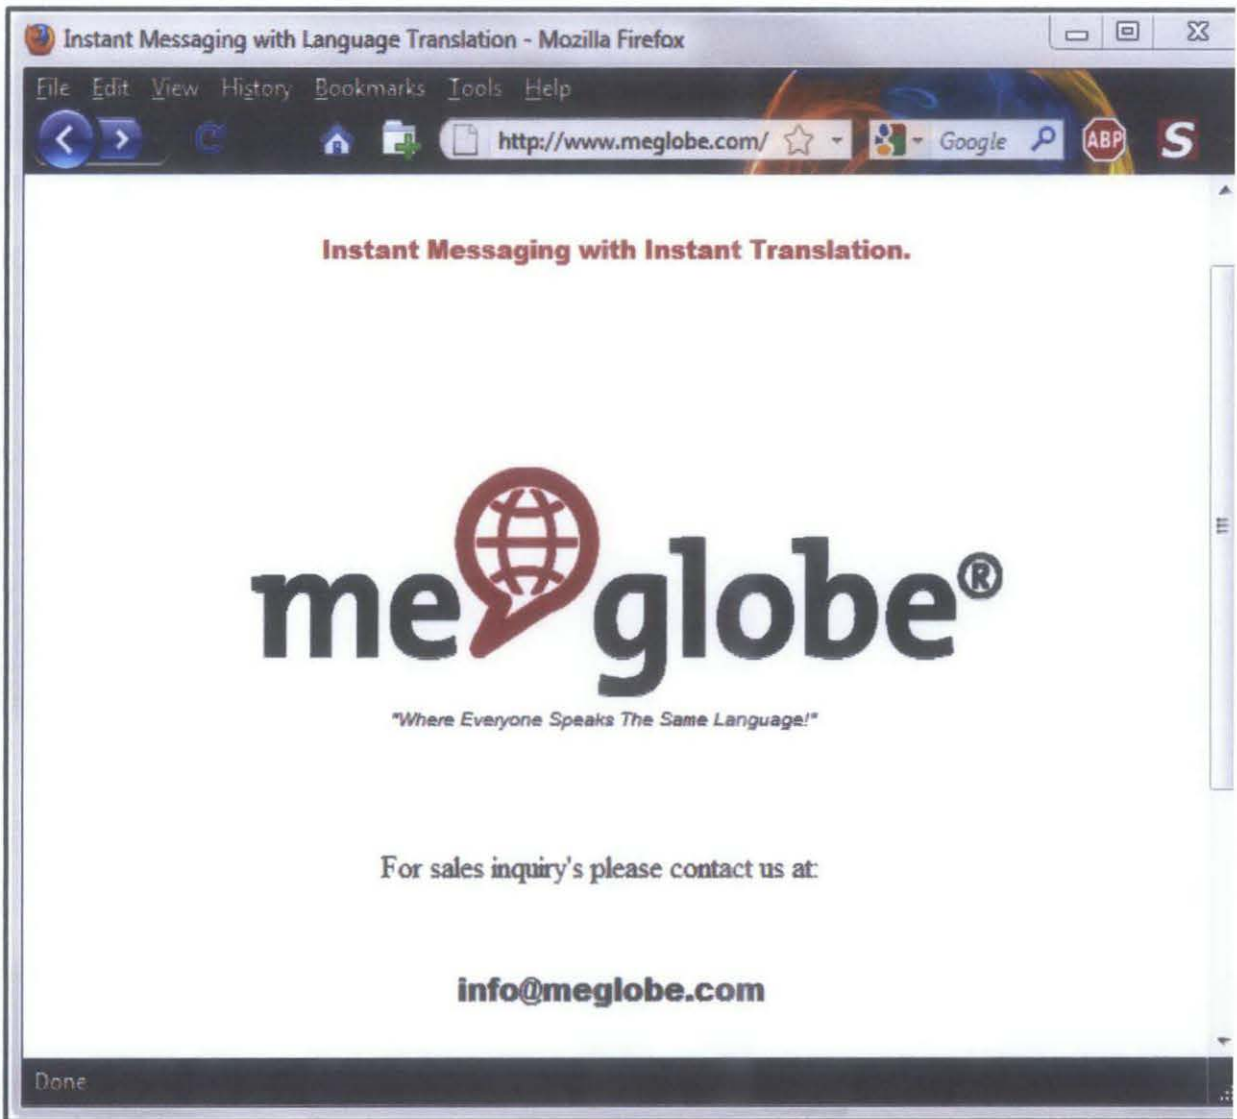 Instant Messaging with Language Translation - Mozilla Firefox
File Edit View History Bookmarks Tools Help
http://www.meglobe.com/ Google ABP S
Instant Messaging with Instant Translation.
me globe®
"Where Everyone Speaks The Same Language!"
For sales inquiry's please contact us at:
info@meglobe.com
Done